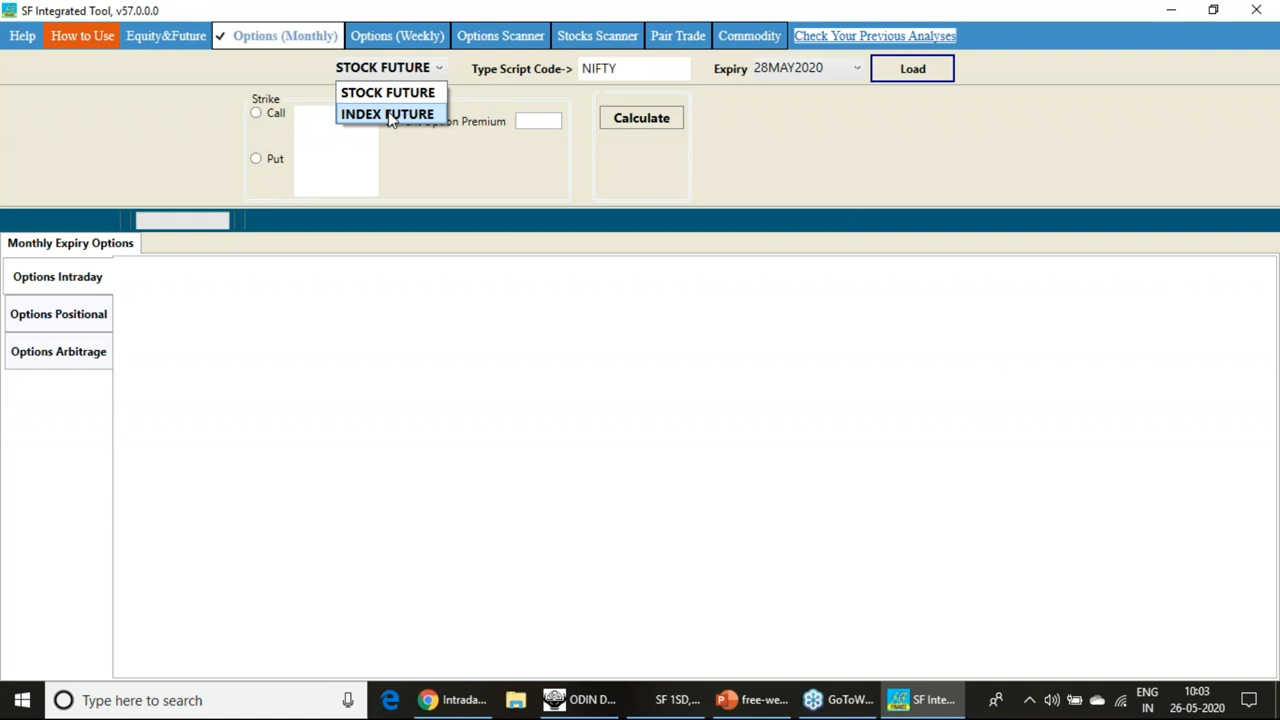 SF Integrated Tool, v57.0.0.0
Help How to Use Equity&Future ✓ Options (Monthly) Options (Weekly) Options Scanner Stocks Scanner Pair Trade Commodity Check Your Previous Analyses
STOCK FUTURE Type Script Code-> NIFTY Expiry 28MAY2020 Load
STOCK FUTURE
INDEX FUTURE
Strike
Call
Option Premium
Calculate
Put
Monthly Expiry Options
Options Intraday
Options Positional
Options Arbitrage
Type here to search
Intrada...
ODIN D...
SF 1SD,...
free-we...
GoToW...
SF Inte...
ENG
IN
10:03
26-05-2020